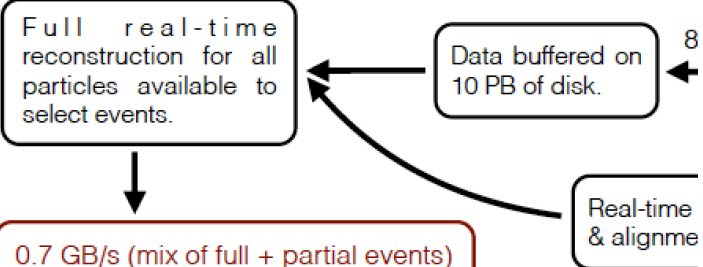 Full real-time
reconstruction for all
particles available to
select events.
Data buffered on
10 PB of disk.
8
Real-time
& alignme
0.7 GB/s (mix of full + partial events)